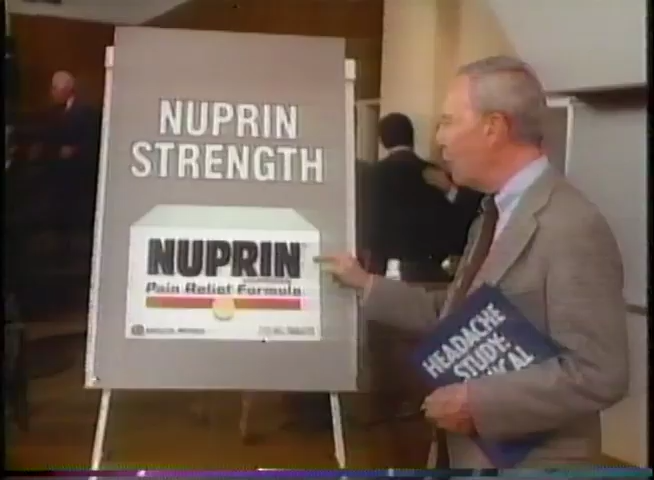 NUPRIN
STRENGTH
NUPRIN
Pain Relief Formula
HEADACHE
STUDY: